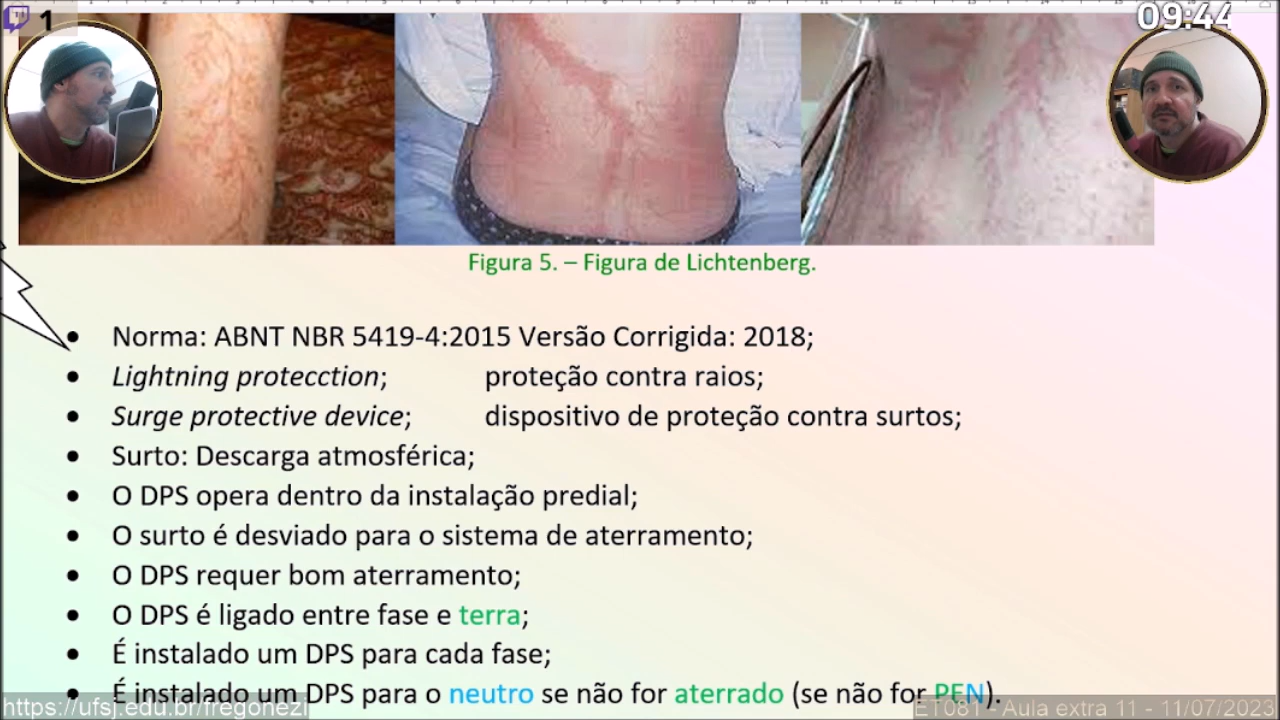 1
09:44
Figura 5. – Figura de Lichtenberg.
• Norma: ABNT NBR 5419-4:2015 Versão Corrigida: 2018;
• Lightning protecction; proteção contra raios;
• Surge protective device; dispositivo de proteção contra surtos;
• Surto: Descarga atmosférica;
• O DPS opera dentro da instalação predial;
• O surto é desviado para o sistema de aterramento;
• O DPS requer bom aterramento;
• O DPS é ligado entre fase e terra;
• É instalado um DPS para cada fase;
• É instalado um DPS para o neutro se não for aterrado (se não for PEN).
https://ufsj.edu.br/fregonezi
ET081 - Aula extra 11 - 11/07/2023